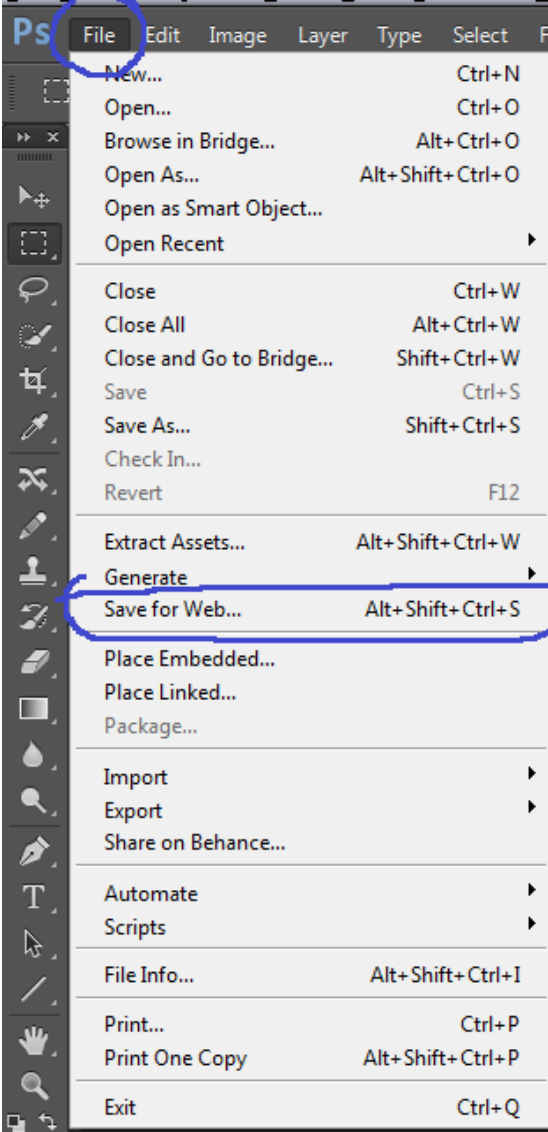 Ps File Edit Image Layer Type Select F
New... Ctrl+N
Open... Ctrl+O
Browse in Bridge... Alt+Ctrl+O
Open As... Alt+Shift+Ctrl+O
Open as Smart Object...
Open Recent
Close Ctrl+W
Close All Alt+Ctrl+W
Close and Go to Bridge... Shift+Ctrl+W
Save Ctrl+S
Save As... Shift+Ctrl+S
Check In...
Revert F12
Extract Assets... Alt+Shift+Ctrl+W
Generate
Save for Web... Alt+Shift+Ctrl+S
Place Embedded...
Place Linked...
Package...
Import
Export
Share on Behance...
Automate
Scripts
File Info... Alt+Shift+Ctrl+I
Print... Ctrl+P
Print One Copy Alt+Shift+Ctrl+P
Exit Ctrl+Q